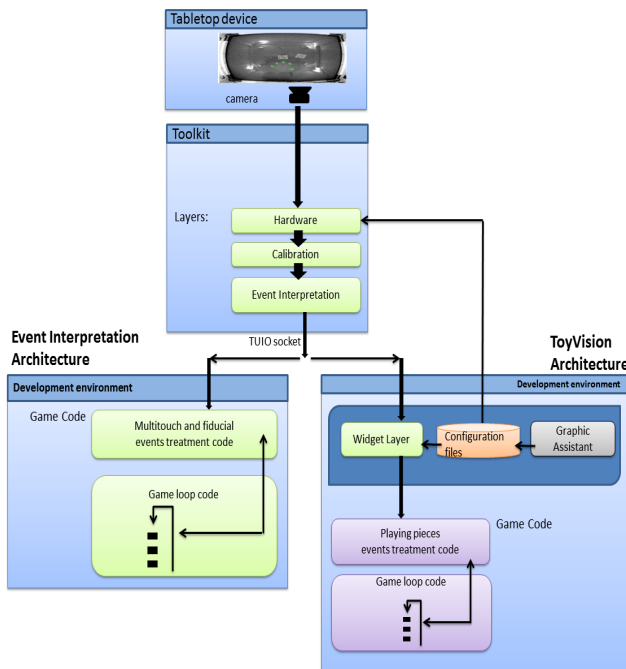 Tabletop device
camera
Toolkit
Layers:
Hardware
Calibration
Event Interpretation
TUIO socket
Event Interpretation
Architecture
Development environment
Game Code
Multitouch and fiducial
events treatment code
Game loop code
ToyVision
Architecture
Development environment
Widget Layer
Configuration
files
Graphic
Assistant
Playing pieces
events treatment code
Game Code
Game loop code